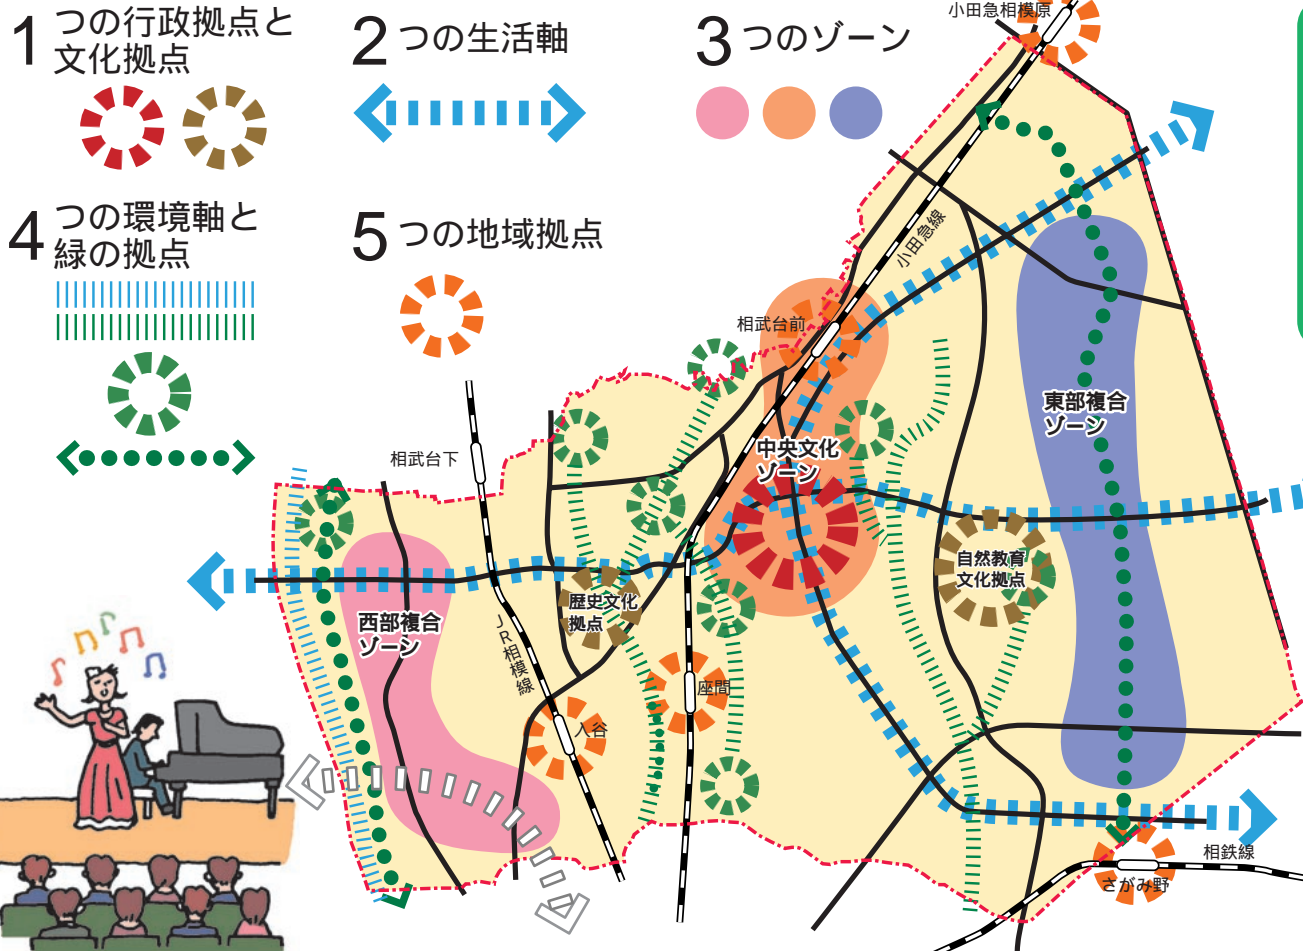 1 つの行政拠点と
文化拠点
2 つの生活軸
3 つのゾーン
4 つの環境軸と
緑の拠点
5 つの地域拠点
小田急相模原
小田急線
相武台前
東部複合
ゾーン
中央文化
ゾーン
相武台下
自然教育
文化拠点
歴史文化
拠点
西部複合
ゾーン
JR相模線
座間
入谷
相鉄線
さがみ野